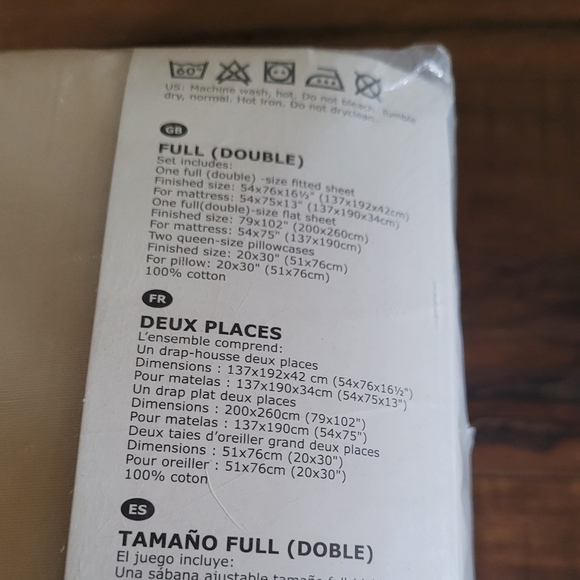 60°
US: Machine wash, hot. Do not bleach. Tumble
dry, normal. Hot iron. Do not dryclean.
GB
FULL (DOUBLE)
Set includes:
One full (double) -size fitted sheet
Finished size: 54x76x16½" (137x192x42cm)
For mattress: 54x75x13" (137x190x34cm)
One full(double)-size flat sheet
Finished size: 79x102" (200x260cm)
For mattress: 54x75" (137x190cm)
Two queen-size pillowcases
Finished size: 20x30" (51x76cm)
For pillow: 20x30" (51x76cm)
100% cotton
FR
DEUX PLACES
L'ensemble comprend:
Un drap-housse deux places
Dimensions : 137x192x42 cm (54x76x16½")
Pour matelas : 137x190x34cm (54x75x13")
Un drap plat deux places
Dimensions : 200x260cm (79x102")
Pour matelas : 137x190cm (54x75")
Deux taies d'oreiller grand deux places
Dimensions : 51x76cm (20x30")
Pour oreiller : 51x76cm (20x30")
100% coton
ES
TAMAÑO FULL (DOBLE)
El juego incluye:
Una sábana ajustable tamaño full